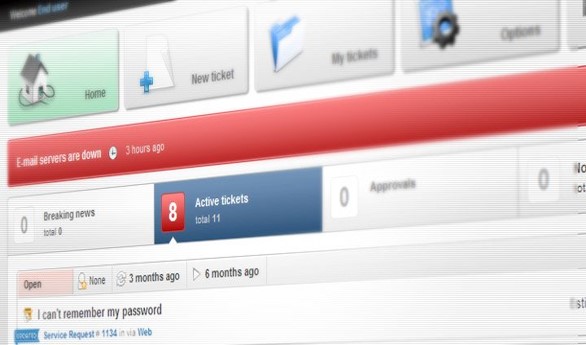 Welcome End user
Home
New ticket
My tickets
Options
E-mail servers are down 3 hours ago
0 Breaking news
total 0
8 Active tickets
total 11
0 Approvals
0 No
Open None 3 months ago 6 months ago
I can't remember my password
Service Request # 1134 in via Web